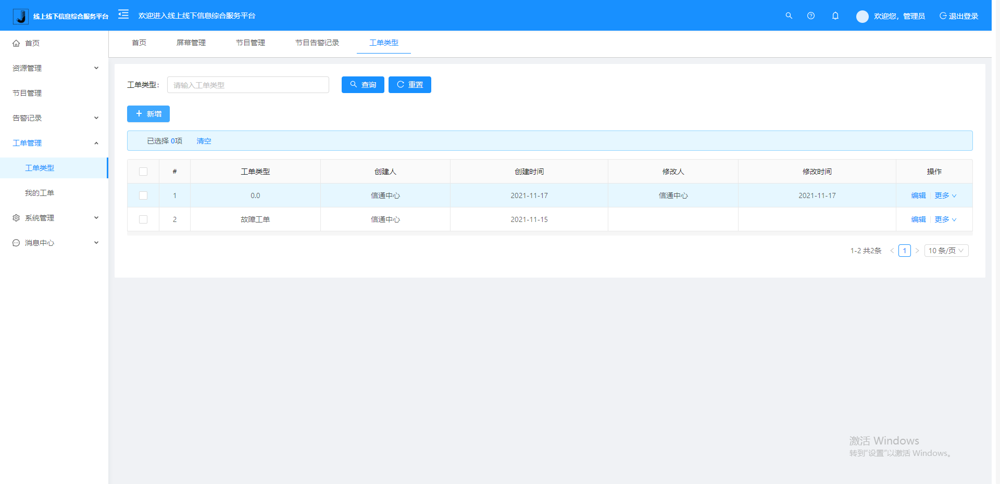 线上线下信息综合服务平台
欢迎进入线上线下信息综合服务平台
欢迎您，管理员
退出登录
首页
资源管理
节目管理
告警记录
工单管理
工单类型
我的工单
系统管理
消息中心
首页 屏幕管理 节目管理 节目告警记录 工单类型
工单类型： 请输入工单类型 查询 重置
新增
已选择 0项 清空
# 工单类型 创建人 创建时间 修改人 修改时间 操作
1 0.0 信通中心 2021-11-17 信通中心 2021-11-17 编辑 更多
2 故障工单 信通中心 2021-11-15 编辑 更多
1-2 共2条 < 1 > 10 条/页
激活 Windows
转到"设置"以激活 Windows。